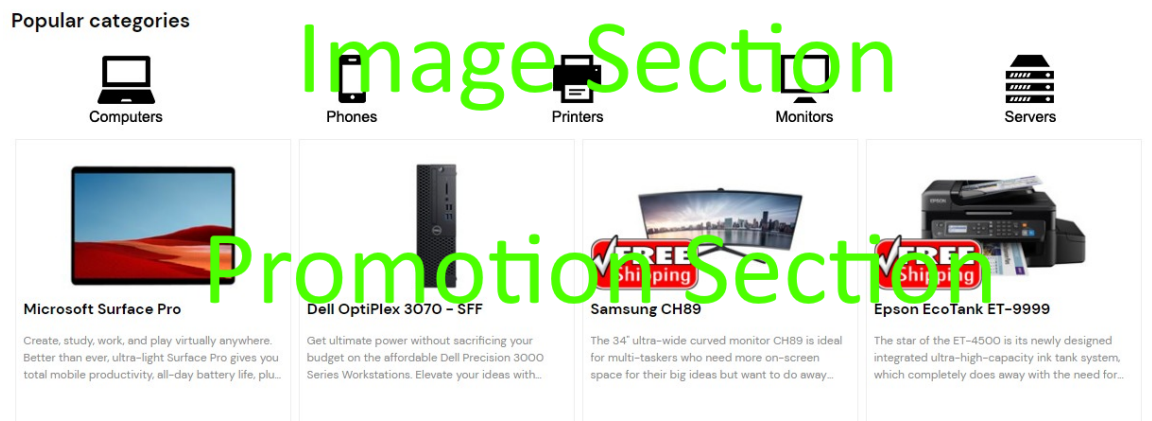 Popular categories
Image Section
Computers
Phones
Printers
Monitors
Servers
Promotion Section
FREE
Shipping
FREE
Shipping
EPSON
Microsoft Surface Pro
Create, study, work, and play virtually anywhere.
Better than ever, ultra-light Surface Pro gives you
total mobile productivity, all-day battery life, plu...
Dell OptiPlex 3070 - SFF
Get ultimate power without sacrificing your
budget on the affordable Dell Precision 3000
Series Workstations. Elevate your ideas with...
Samsung CH89
The 34" ultra-wide curved monitor CH89 is ideal
for multi-taskers who need more on-screen
space for their big ideas but want to do away...
Epson EcoTank ET-9999
The star of the ET-4500 is its newly designed
integrated ultra-high-capacity ink tank system,
which completely does away with the need for...